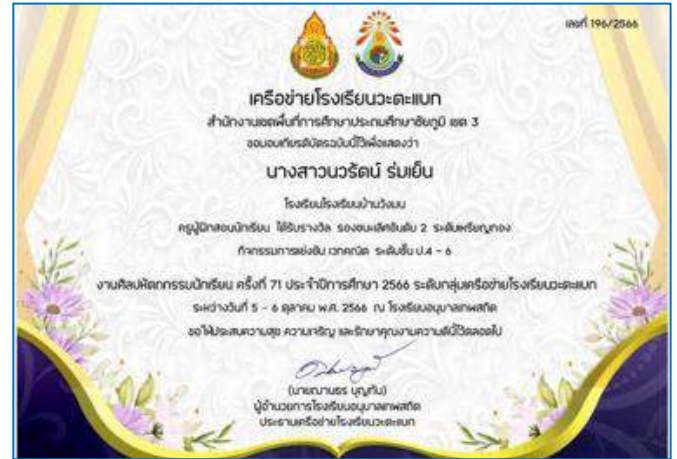 เลขที่ 196/2566
เครือข่ายโรงเรียนวะตะแบก
สำนักงานเขตพื้นที่การศึกษาประถมศึกษาชัยภูมิ เขต 3
ขอมอบเกียรติบัตรฉบับนี้ไว้เพื่อแสดงว่า
นางสาวนวรัตน์ ร่มเย็น
โรงเรียนโรงเรียนบ้านวังมน
ครูผู้ฝึกสอนนักเรียน ได้รับรางวัล รองชนะเลิศอันดับ 2 ระดับเหรียญทอง
กิจกรรมการแข่งขัน เวทคณิต ระดับชั้น ป.4 - 6
งานศิลปหัตถกรรมนักเรียน ครั้งที่ 71 ประจำปีการศึกษา 2566 ระดับกลุ่มเครือข่ายโรงเรียนวะตะแบก
ระหว่างวันที่ 5 - 6 ตุลาคม พ.ศ. 2566 ณ โรงเรียนอนุบาลเทพสถิต
ขอให้ประสบความสุข ความเจริญ และรักษาคุณงามความดีนี้ไว้ตลอดไป
(นายฌานธร บุญทัน)
ผู้อำนวยการโรงเรียนอนุบาลเทพสถิต
ประธานเครือข่ายโรงเรียนวะตะแบก